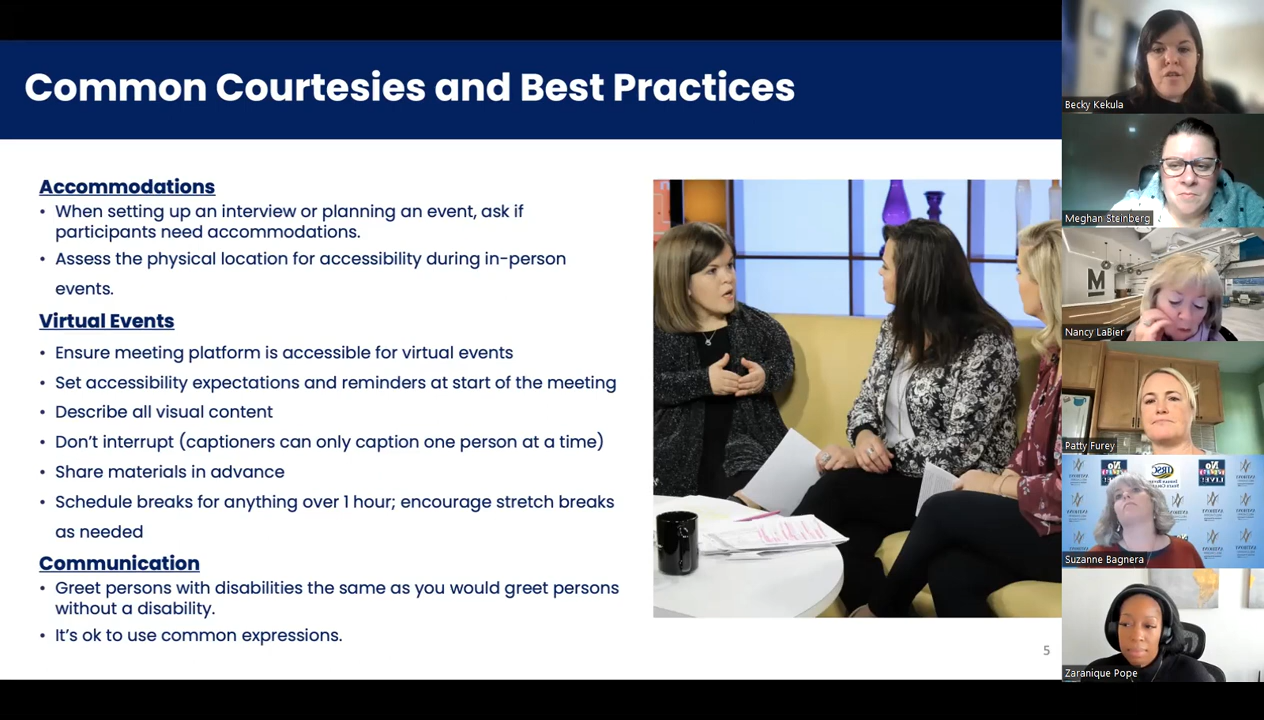 Common Courtesies and Best Practices
Accommodations
• When setting up an interview or planning an event, ask if
participants need accommodations.
• Assess the physical location for accessibility during in-person
events.
Virtual Events
• Ensure meeting platform is accessible for virtual events
• Set accessibility expectations and reminders at start of the meeting
• Describe all visual content
• Don’t interrupt (captioners can only caption one person at a time)
• Share materials in advance
• Schedule breaks for anything over 1 hour; encourage stretch breaks
as needed
Communication
• Greet persons with disabilities the same as you would greet persons
without a disability.
• It’s ok to use common expressions.
5
Becky Kekula
Meghan Steinberg
M
Nancy LaBier
Patty Furey
Suzanne Bagnera
Zaranique Pope